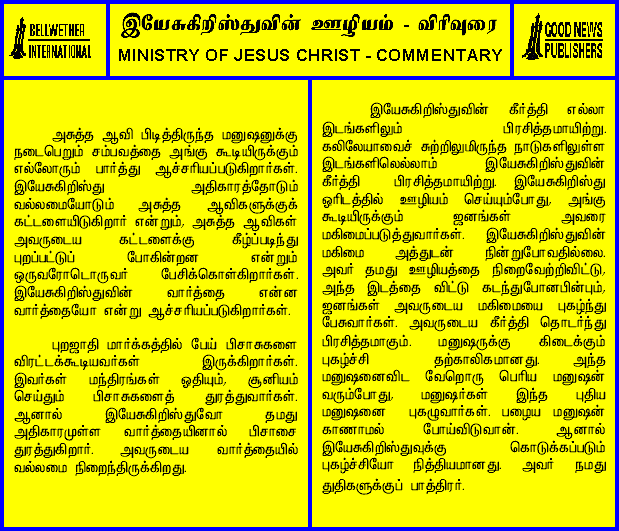 BELLWETHER
INTERNATIONAL
இயேசுகிறிஸ்துவின் ஊழியம் - விரிவுரை
MINISTRY OF JESUS CHRIST - COMMENTARY
GOOD NEWS
PUBLISHERS
அசுத்த ஆவி பிடித்திருந்த மனுஷனுக்கு
நடைபெறும் சம்பவத்தை அங்கு கூடியிருக்கும்
எல்லோரும் பார்த்து ஆச்சரியப்படுகிறார்கள்.
இயேசுகிறிஸ்து அதிகாரத்தோடும்
வல்லமையோடும் அசுத்த ஆவிகளுக்குக்
கட்டளையிடுகிறார் என்றும், அசுத்த ஆவிகள்
அவருடைய கட்டளைக்கு கீழ்ப்படிந்து
புறப்பட்டுப் போகின்றன என்றும்
ஒருவரோடொருவர் பேசிக்கொள்கிறார்கள்.
இயேசுகிறிஸ்துவின் வார்த்தை என்ன
வார்த்தையோ என்று ஆச்சரியப்படுகிறார்கள்.
புறஜாதி மார்க்கத்தில் பேய் பிசாசுகளை
விரட்டக்கூடியவர்கள் இருக்கிறார்கள்.
இவர்கள் மந்திரங்கள் ஓதியும், சூனியம்
செய்தும் பிசாசுகளைத் துரத்துவார்கள்.
ஆனால் இயேசுகிறிஸ்துவோ தமது
அதிகாரமுள்ள வார்த்தையினால் பிசாசை
துரத்துகிறார். அவருடைய வார்த்தையில்
வல்லமை நிறைந்திருக்கிறது.
இயேசுகிறிஸ்துவின் கீர்த்தி எல்லா
இடங்களிலும் பிரசித்தமாயிற்று.
கலிலேயாவைச் சுற்றிலுமிருந்த நாடுகளிலுள்ள
இடங்களிலெல்லாம் இயேசுகிறிஸ்துவின்
கீர்த்தி பிரசித்தமாயிற்று. இயேசுகிறிஸ்து
ஓரிடத்தில் ஊழியம் செய்யும்போது, அங்கு
கூடியிருக்கும் ஜனங்கள் அவரை
மகிமைப்படுத்துவார்கள். இயேசுகிறிஸ்துவின்
மகிமை அத்துடன் நின்றுபோவதில்லை.
அவர் தமது ஊழியத்தை நிறைவேற்றிவிட்டு,
அந்த இடத்தை விட்டு கடந்துபோனபின்பும்,
ஜனங்கள் அவருடைய மகிமையை புகழ்ந்து
பேசுவார்கள். அவருடைய கீர்த்தி தொடர்ந்து
பிரசித்தமாகும். மனுஷருக்கு கிடைக்கும்
புகழ்ச்சி தற்காலிகமானது. அந்த
மனுஷனைவிட வேறொரு பெரிய மனுஷன்
வரும்போது, மனுஷர்கள் இந்த புதிய
மனுஷனை புகழுவார்கள். பழைய மனுஷன்
காணாமல் போய்விடுவான். ஆனால்
இயேசுகிறிஸ்துவுக்கு கொடுக்கப்படும்
புகழ்ச்சியோ நித்தியமானது. அவர் நமது
துதிகளுக்குப் பாத்திரர்.